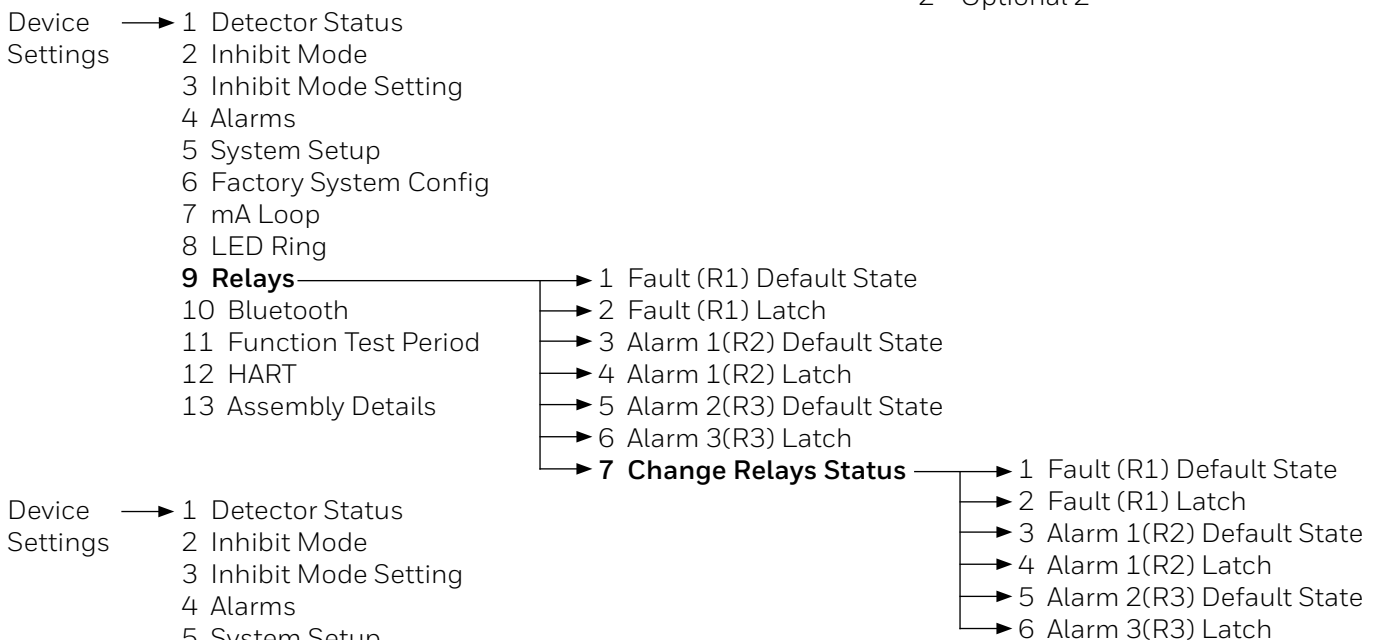 2 Optional 2
Device
Settings
1 Detector Status
2 Inhibit Mode
3 Inhibit Mode Setting
4 Alarms
5 System Setup
6 Factory System Config
7 mA Loop
8 LED Ring
9 Relays
10 Bluetooth
11 Function Test Period
12 HART
13 Assembly Details
1 Fault (R1) Default State
2 Fault (R1) Latch
3 Alarm 1(R2) Default State
4 Alarm 1(R2) Latch
5 Alarm 2(R3) Default State
6 Alarm 3(R3) Latch
7 Change Relays Status
1 Fault (R1) Default State
2 Fault (R1) Latch
3 Alarm 1(R2) Default State
4 Alarm 1(R2) Latch
5 Alarm 2(R3) Default State
6 Alarm 3(R3) Latch
Device
Settings
1 Detector Status
2 Inhibit Mode
3 Inhibit Mode Setting
4 Alarms
5 System Setup